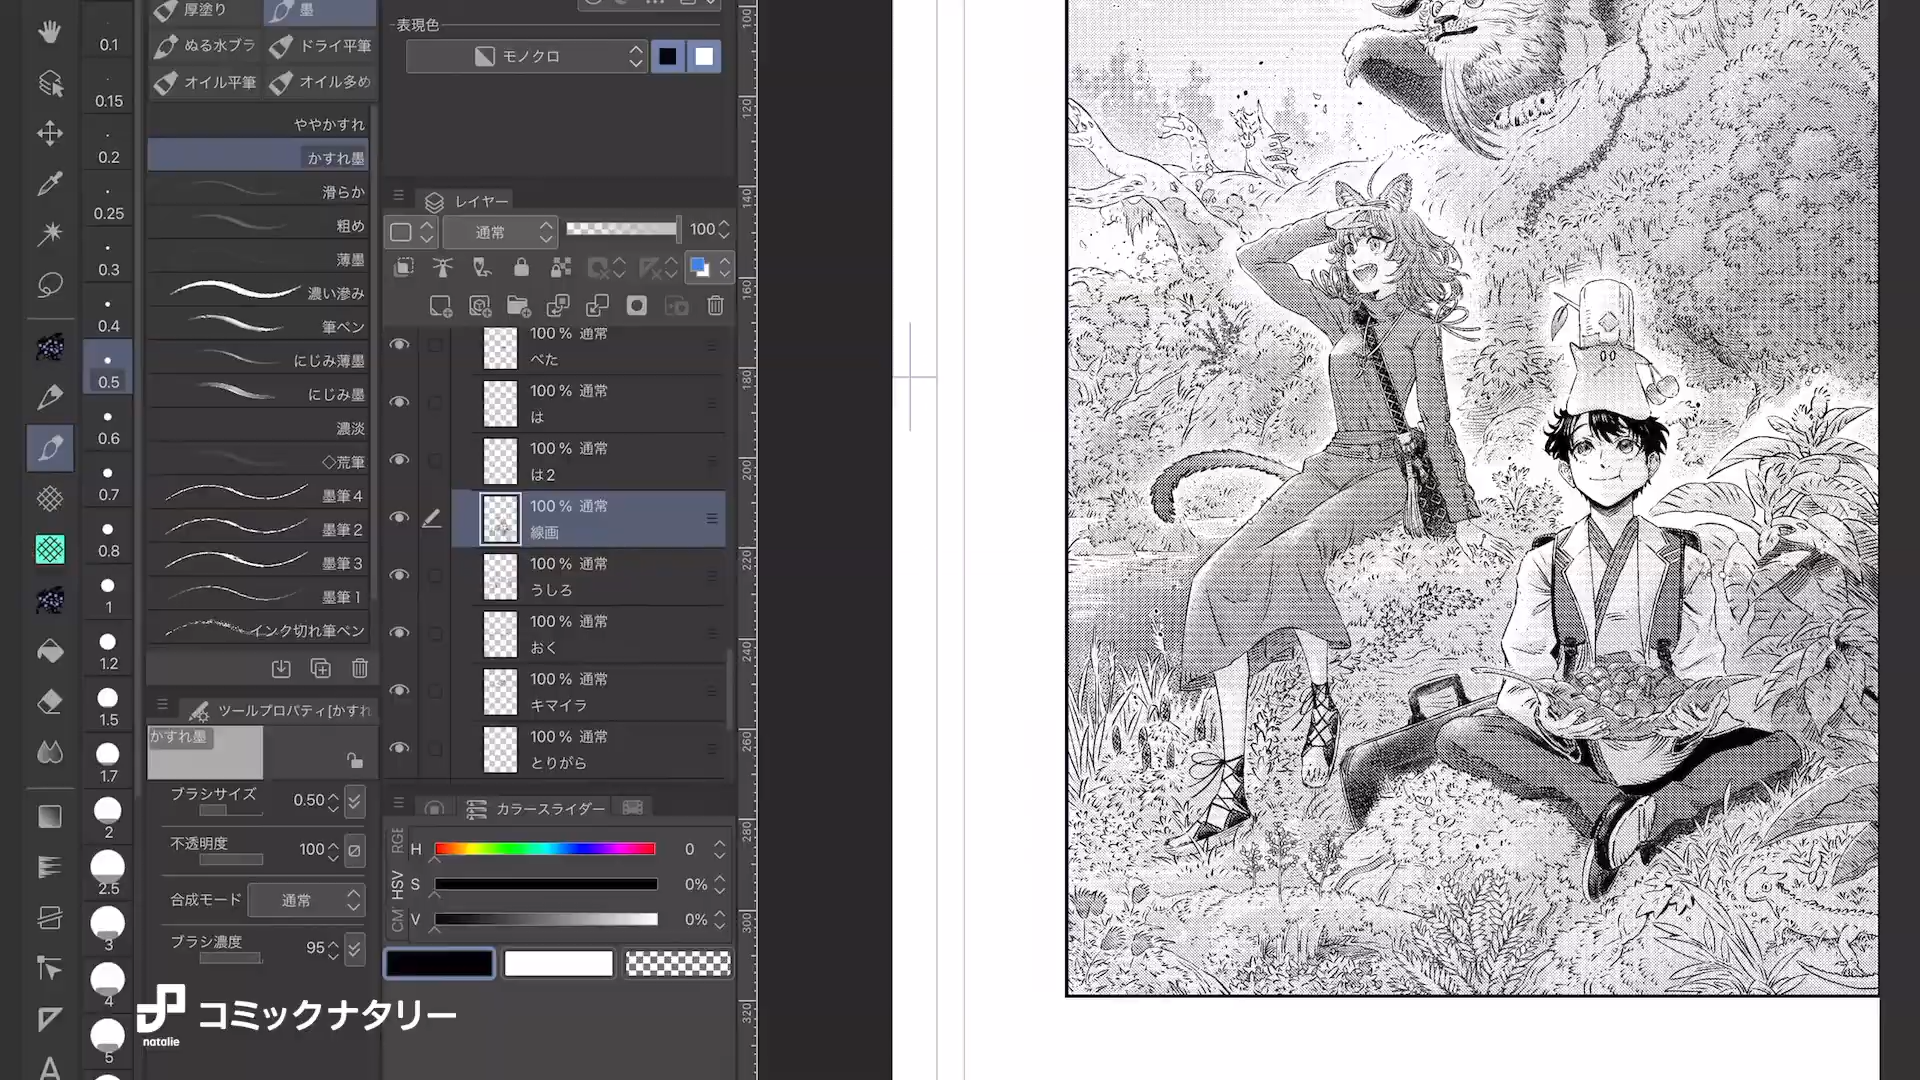 厚塗り
墨
ぬる水ブラ
ドライ平筆
オイル平筆
オイル多め
ややかすれ
かすれ墨
滑らか
粗め
薄墨
濃い滲み
筆ペン
にじみ薄墨
にじみ墨
濃淡
◇荒筆
墨筆4
墨筆2
墨筆3
墨筆1
インク切れ筆ペン
0.1
0.15
0.2
0.25
0.3
0.4
0.5
0.6
0.7
0.8
1
1.2
1.5
1.7
2
2.5
3
4
5
ツールプロパティ[かすれ
かすれ墨
ブラシサイズ 0.50
不透明度 100
合成モード 通常
ブラシ濃度 95
表現色
モノクロ
レイヤー
通常 100
100% 通常
べた
100% 通常
は
100% 通常
は2
100% 通常
線画
100% 通常
うしろ
100% 通常
おく
100% 通常
キマイラ
100% 通常
とりがら
カラースライダー
HSV
H 0
S 0%
V 0%
100
120
140
160
180
200
220
240
260
280
300
320
コミックナタリー
natalie